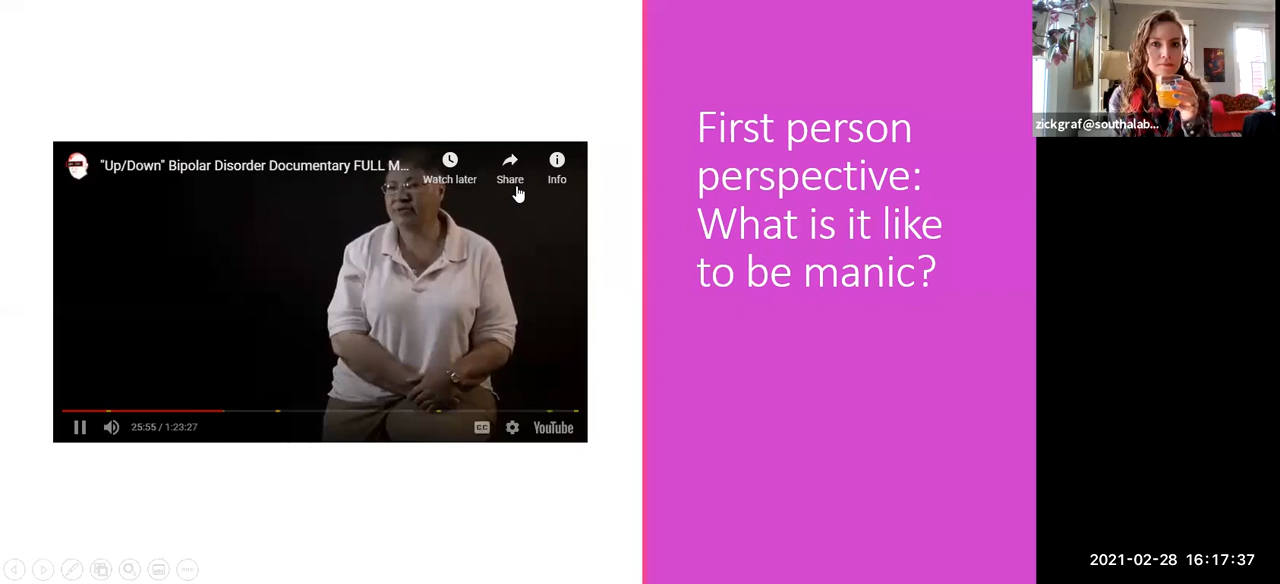 "Up/Down" Bipolar Disorder Documentary FULL M...
Watch later
Share
Info
25:55 / 1:23:27
CC
YouTube
First person
perspective:
What is it like
to be manic?
zickgraf@southalab...
2021-02-28 16:17:37